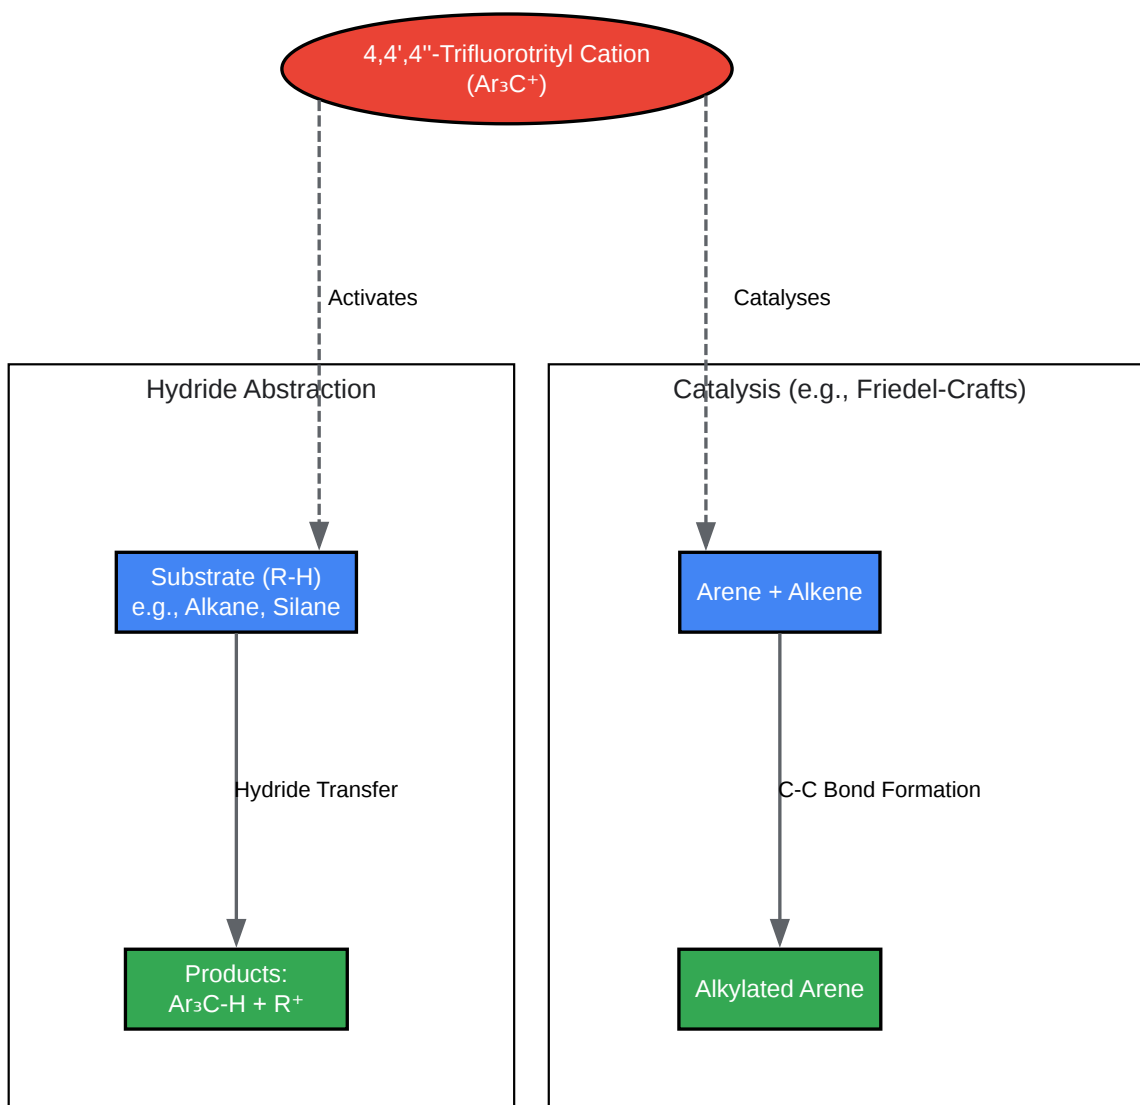 4,4',4"-Trifluorotrityl Cation
(Ar₃C⁺)
Activates
Catalyses
Hydride Abstraction
Catalysis (e.g., Friedel-Crafts)
Substrate (R-H)
e.g., Alkane, Silane
Arene + Alkene
Hydride Transfer
C-C Bond Formation
Products:
Ar₃C-H + R⁺
Alkylated Arene